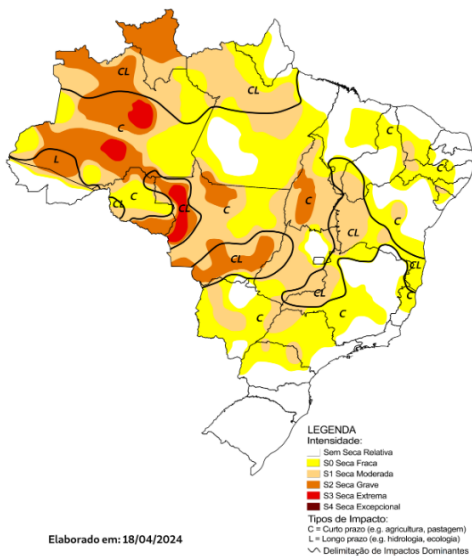 CL
CL
C
L
C
CL
CL
C
C
CL
C
C
C
CL
CL
C
CL
C
C
LEGENDA
Intensidade:
Sem Seca Relativa
S0 Seca Fraca
S1 Seca Moderada
S2 Seca Grave
S3 Seca Extrema
S4 Seca Excepcional
Tipos de Impacto:
C = Curto prazo (e.g. agricultura, pastagem)
L = Longo prazo (e.g. hidrologia, ecologia)
Delimitação de Impactos Dominantes
Elaborado em: 18/04/2024